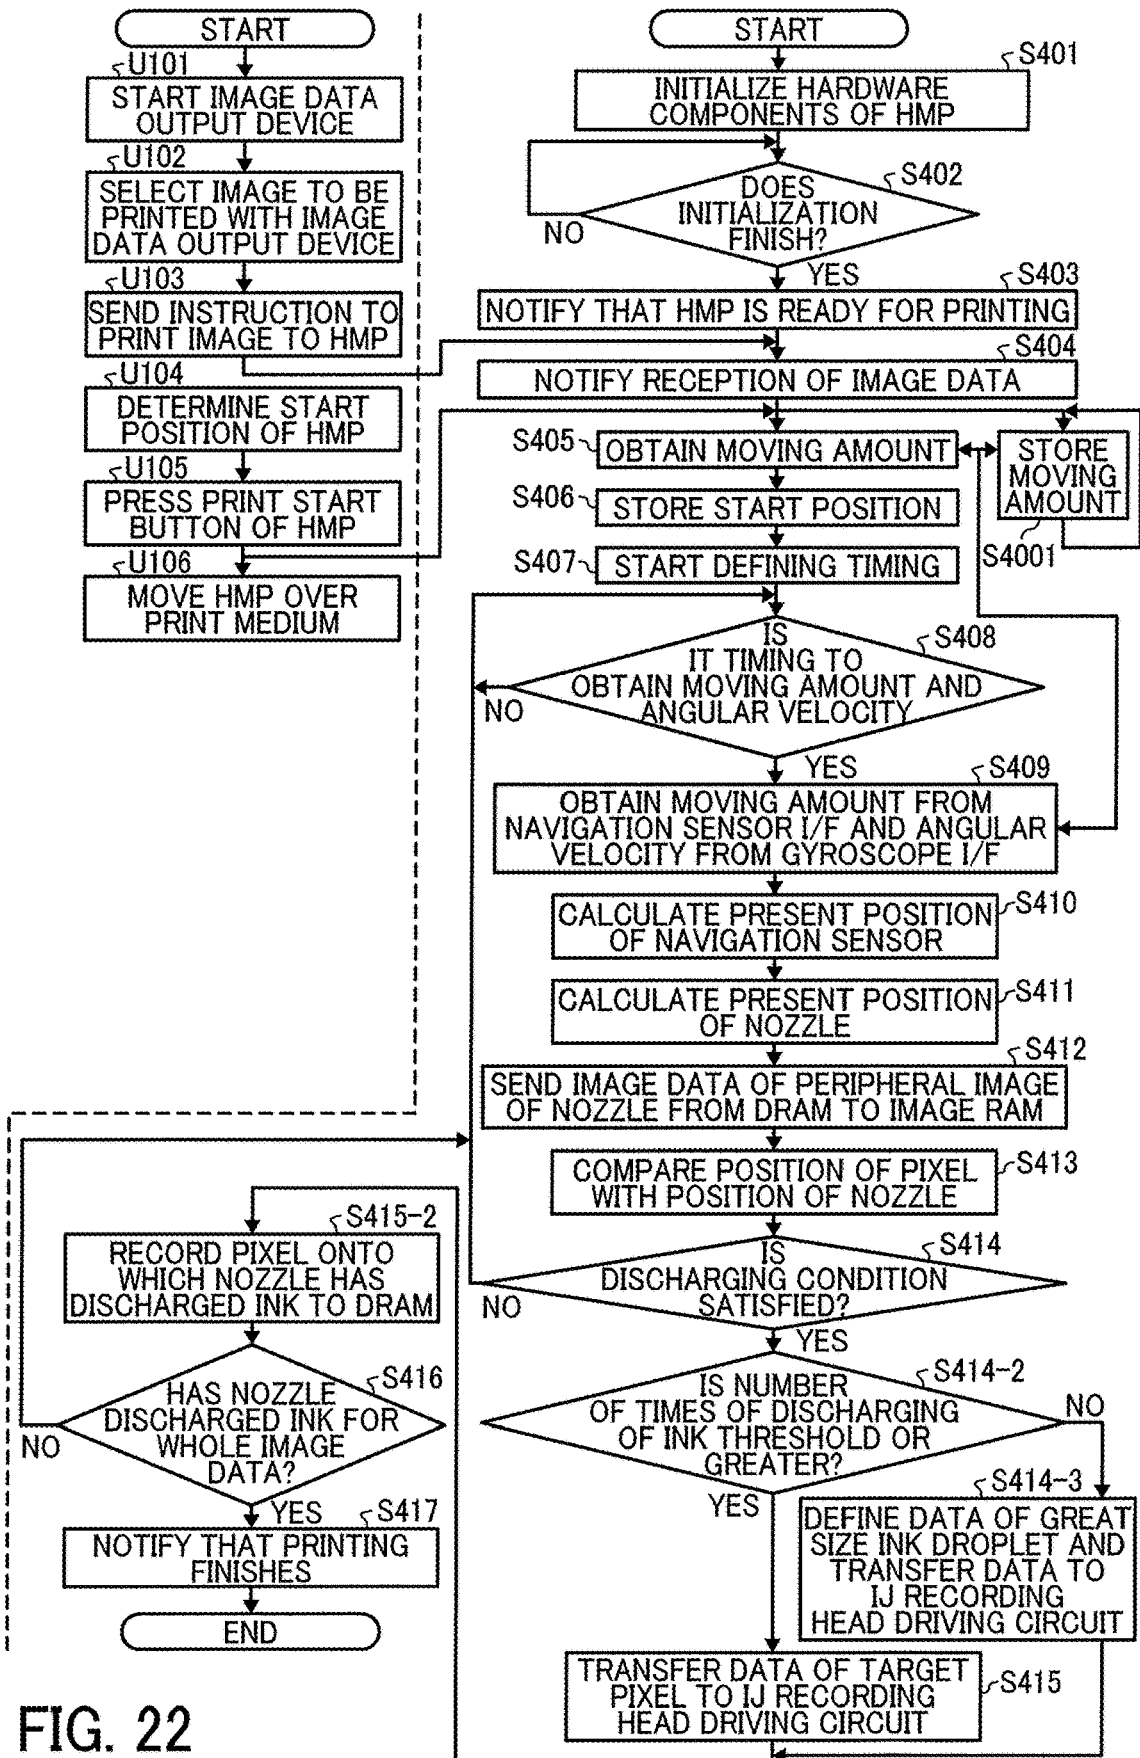 START
U101
START IMAGE DATA
OUTPUT DEVICE
U102
SELECT IMAGE TO BE
PRINTED WITH IMAGE
DATA OUTPUT DEVICE
U103
SEND INSTRUCTION TO
PRINT IMAGE TO HMP
U104
DETERMINE START
POSITION OF HMP
U105
PRESS PRINT START
BUTTON OF HMP
U106
MOVE HMP OVER
PRINT MEDIUM
START
S401
INITIALIZE HARDWARE
COMPONENTS OF HMP
S402
DOES
INITIALIZATION
FINISH?
NO
YES
S403
NOTIFY THAT HMP IS READY FOR PRINTING
S404
NOTIFY RECEPTION OF IMAGE DATA
S405
OBTAIN MOVING AMOUNT
STORE
MOVING
AMOUNT
S4001
S406
STORE START POSITION
S407
START DEFINING TIMING
S408
IS
IT TIMING TO
OBTAIN MOVING AMOUNT AND
ANGULAR VELOCITY
NO
YES
S409
OBTAIN MOVING AMOUNT FROM
NAVIGATION SENSOR I/F AND ANGULAR
VELOCITY FROM GYROSCOPE I/F
S410
CALCULATE PRESENT POSITION
OF NAVIGATION SENSOR
S411
CALCULATE PRESENT POSITION
OF NOZZLE
S412
SEND IMAGE DATA OF PERIPHERAL IMAGE
OF NOZZLE FROM DRAM TO IMAGE RAM
S413
COMPARE POSITION OF PIXEL
WITH POSITION OF NOZZLE
S414
IS
DISCHARGING CONDITION
SATISFIED?
NO
YES
S414-2
IS NUMBER
OF TIMES OF DISCHARGING
OF INK THRESHOLD OR
GREATER?
NO
YES
S414-3
DEFINE DATA OF GREAT
SIZE INK DROPLET AND
TRANSFER DATA TO
IJ RECORDING
HEAD DRIVING CIRCUIT
S415
TRANSFER DATA OF TARGET
PIXEL TO IJ RECORDING
HEAD DRIVING CIRCUIT
S415-2
RECORD PIXEL ONTO
WHICH NOZZLE HAS
DISCHARGED INK TO DRAM
S416
HAS NOZZLE
DISCHARGED INK FOR
WHOLE IMAGE
DATA?
NO
YES
S417
NOTIFY THAT PRINTING
FINISHES
END
FIG. 22